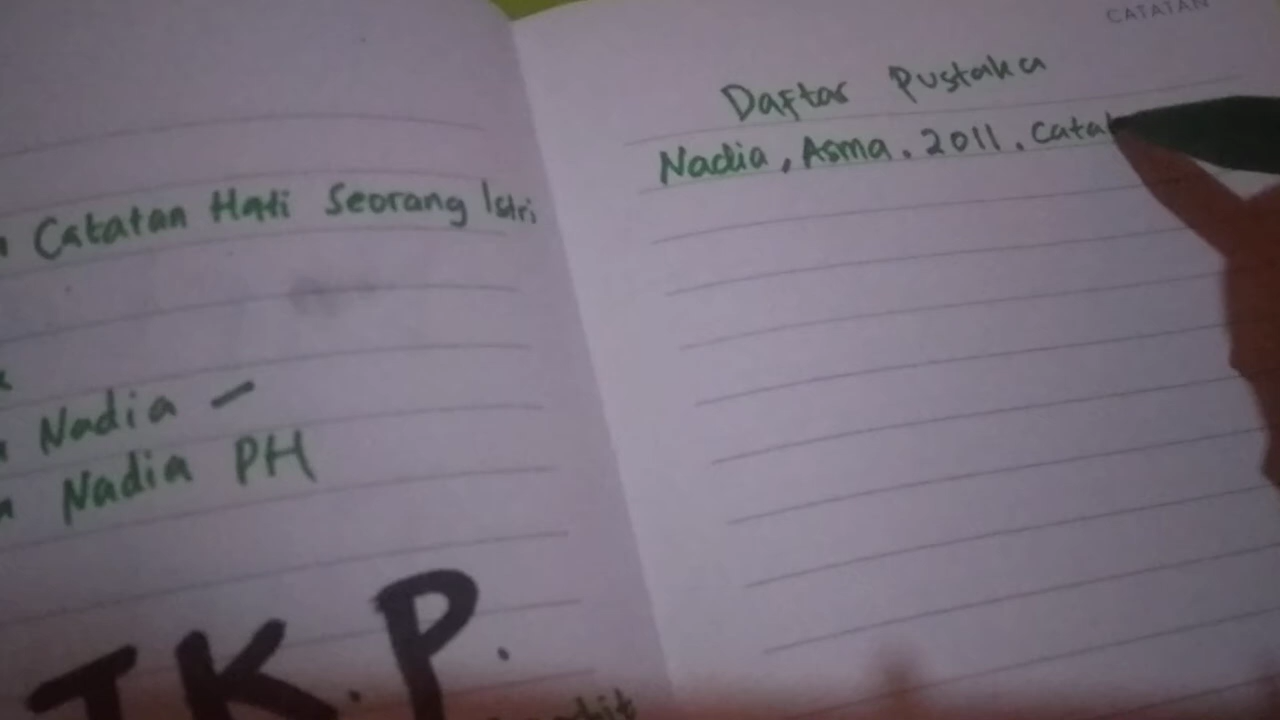 CATATAN
Catatan Hati Seorang Istri
Nadia –
Nadia PH
T.K.P.
Daftar Pustaka
Nadia, Asma. 2011. Catat